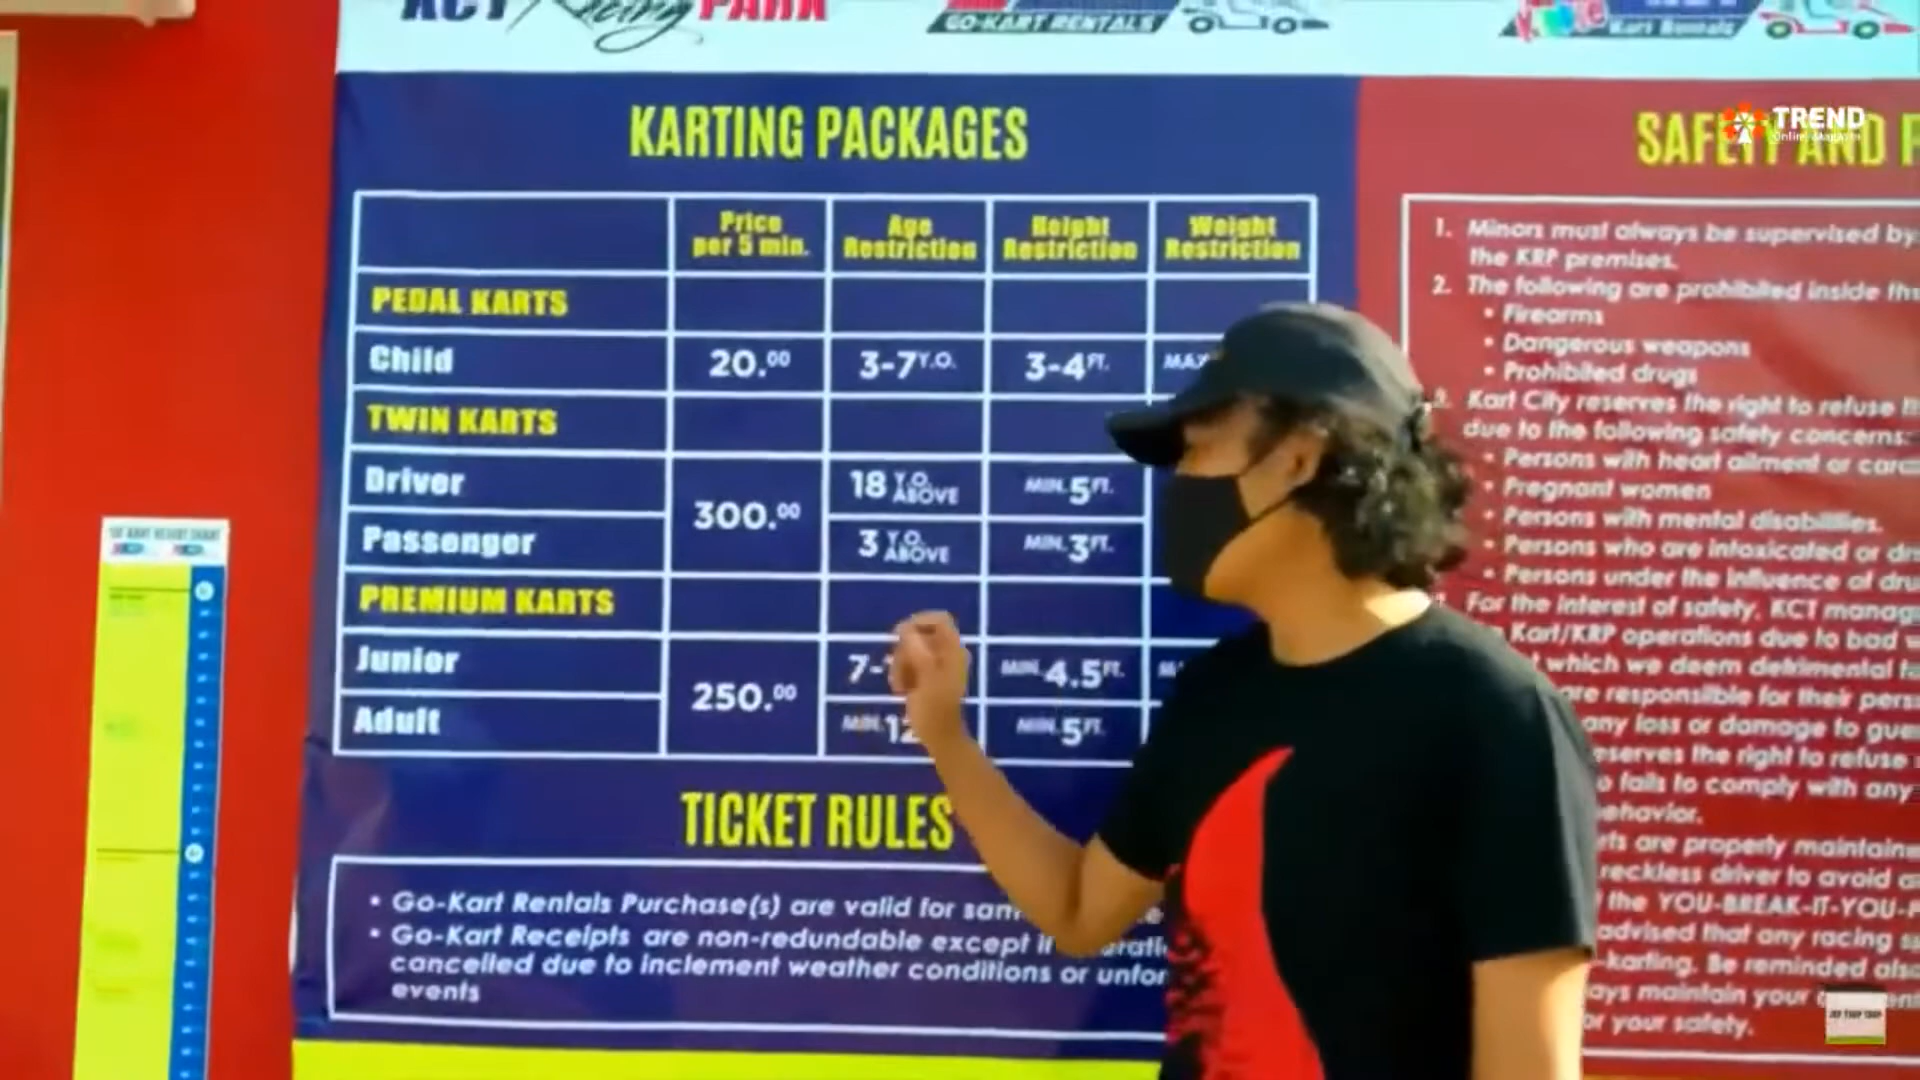 KCT Racing PARK
GO-KART RENTALS
Kart Rentals
TREND
KARTING PACKAGES
SAFETY AND
Price per 5 min.
Age Restriction
Height Restriction
Weight Restriction
PEDAL KARTS
Child 20.00 3-7 Y.O. 3-4 FT. MAX
TWIN KARTS
Driver 300.00 18 Y.O. ABOVE MIN. 5 FT.
Passenger 3 Y.O. ABOVE MIN. 3 FT.
PREMIUM KARTS
Junior 250.00 7- MIN. 4.5 FT.
Adult MIN. 12 MIN. 5 FT.
TICKET RULES
• Go-Kart Rentals Purchase(s) are valid for
• Go-Kart Receipts are non-redundable except
cancelled due to inclement weather conditions or
events
1. Minors must always be supervised by
the KRP premises.
2. The following are prohibited inside
• Firearms
• Dangerous weapons
• Prohibited drugs
Kart City reserves the right to refuse
due to the following safety concerns:
• Persons with heart ailment or
• Pregnant women
• Persons with mental disabilities.
• Persons who are intoxicated or
• Persons under the influence of
For the interest of safety, KCT
Kart/KRP operations due to bad
which we deem detrimental
are responsible for their
any loss or damage to
the right to refuse
fails to comply with any
are properly
reckless driver to avoid
the YOU-BREAK-IT-YOU-
advised that any racing
-karting. Be reminded
maintain your
or your safety.